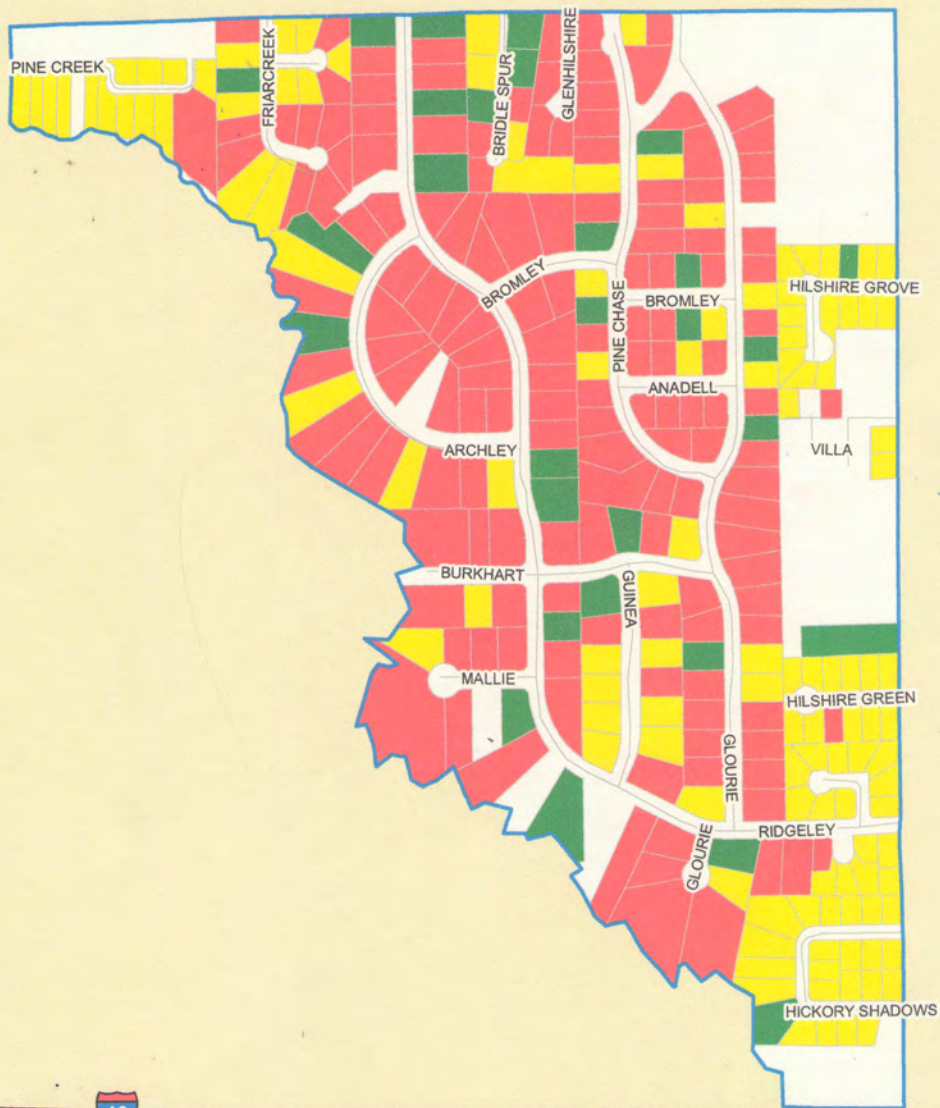 GLENHILSHIRE
PINE CREEK
FRIARCREEK
BRIDLE SPUR
BROMLEY
HILSHIRE GROVE
BROMLEY
PINE CHASE
ANADELL
ARCHLEY
VILLA
BURKHART
GUINEA
MALLIE
HILSHIRE GREEN
GLOURIE
RIDGELEY
GLOURIE
HICKORY SHADOWS